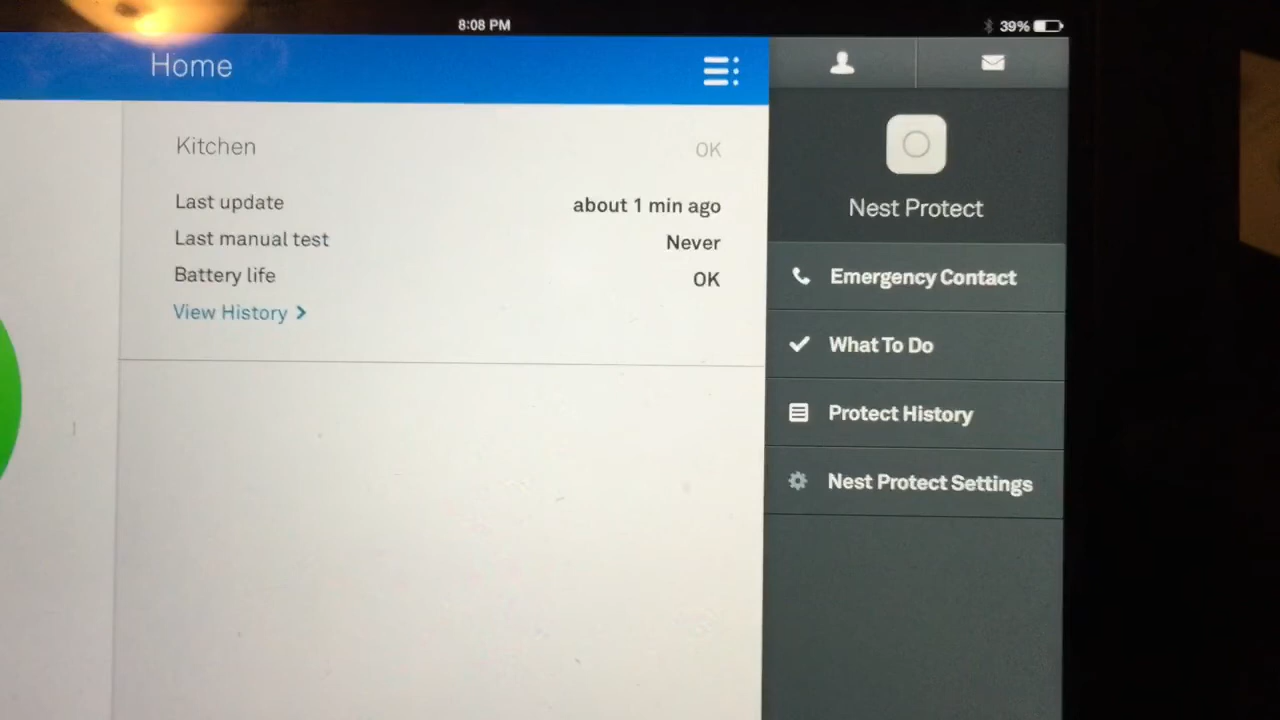 8:08 PM
39%
Home
Kitchen OK
Last update about 1 min ago
Last manual test Never
Battery life OK
View History
Nest Protect
Emergency Contact
What To Do
Protect History
Nest Protect Settings